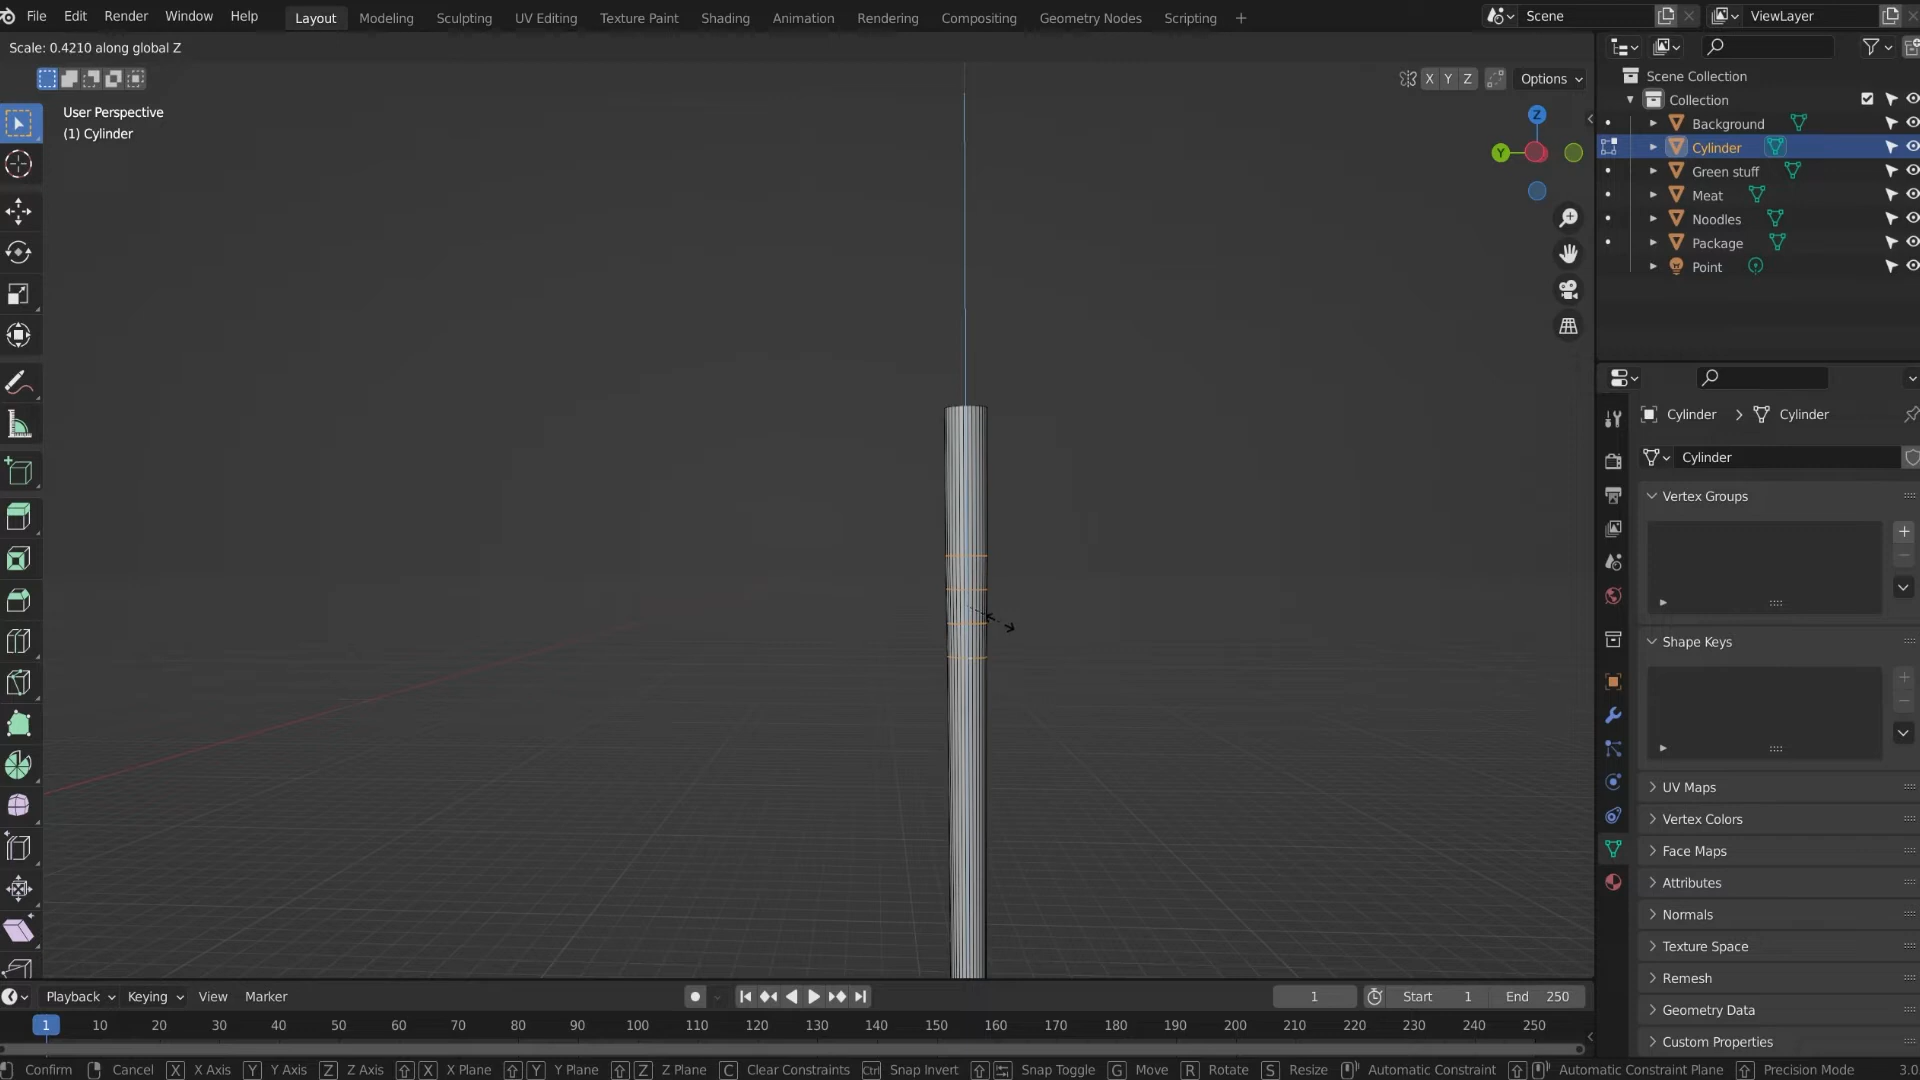 File Edit Render Window Help Layout Modeling Sculpting UV Editing Texture Paint Shading Animation Rendering Compositing Geometry Nodes Scripting + Scene ViewLayer
Scale: 0.4210 along global Z
X Y Z Options
User Perspective
(1) Cylinder
Z
Y
Scene Collection
Collection
Background
Cylinder
Green stuff
Meat
Noodles
Package
Point
Cylinder > Cylinder
Cylinder
Vertex Groups
Shape Keys
UV Maps
Vertex Colors
Face Maps
Attributes
Normals
Texture Space
Remesh
Geometry Data
Custom Properties
Playback Keying View Marker 1 Start 1 End 250
1 10 20 30 40 50 60 70 80 90 100 110 120 130 140 150 160 170 180 190 200 210 220 230 240 250
Confirm Cancel X X Axis Y Y Axis Z Z Axis X X Plane Y Y Plane Z Z Plane C Clear Constraints Ctrl Snap Invert Snap Toggle G Move R Rotate S Resize Automatic Constraint Automatic Constraint Plane Precision Mode 3.0